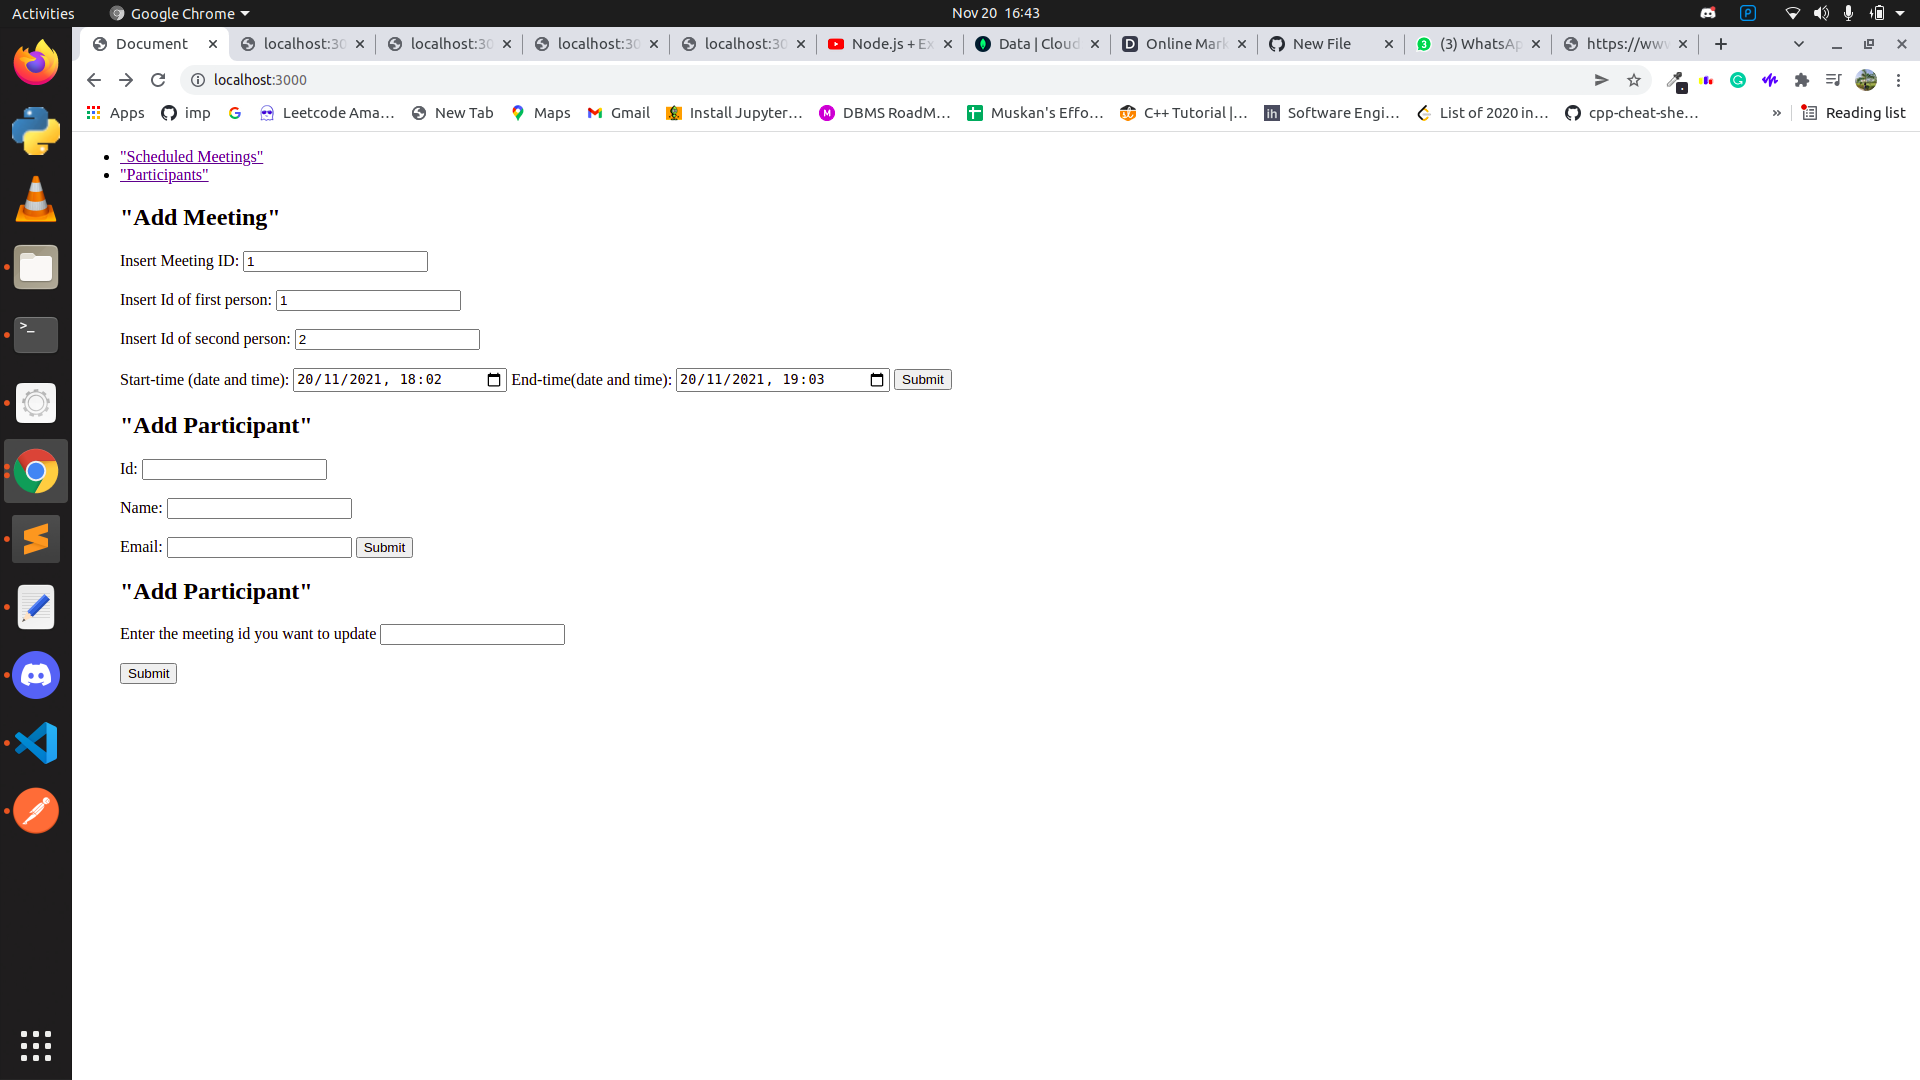 Activities Google Chrome Nov 20 16:43
Document localhost:30 localhost:30 localhost:30 localhost:30 Node.js + Ex Data | Cloud Online Mark New File (3) WhatsAp https://www
localhost:3000
Apps imp Leetcode Ama... New Tab Maps Gmail Install Jupyter... DBMS RoadM... Muskan's Effo... C++ Tutorial |... Software Engi... List of 2020 in... cpp-cheat-she... » Reading list
"Scheduled Meetings"
"Participants"
"Add Meeting"
Insert Meeting ID: 1
Insert Id of first person: 1
Insert Id of second person: 2
Start-time (date and time): 20/11/2021, 18:02 End-time(date and time): 20/11/2021, 19:03 Submit
"Add Participant"
Id:
Name:
Email: Submit
"Add Participant"
Enter the meeting id you want to update
Submit